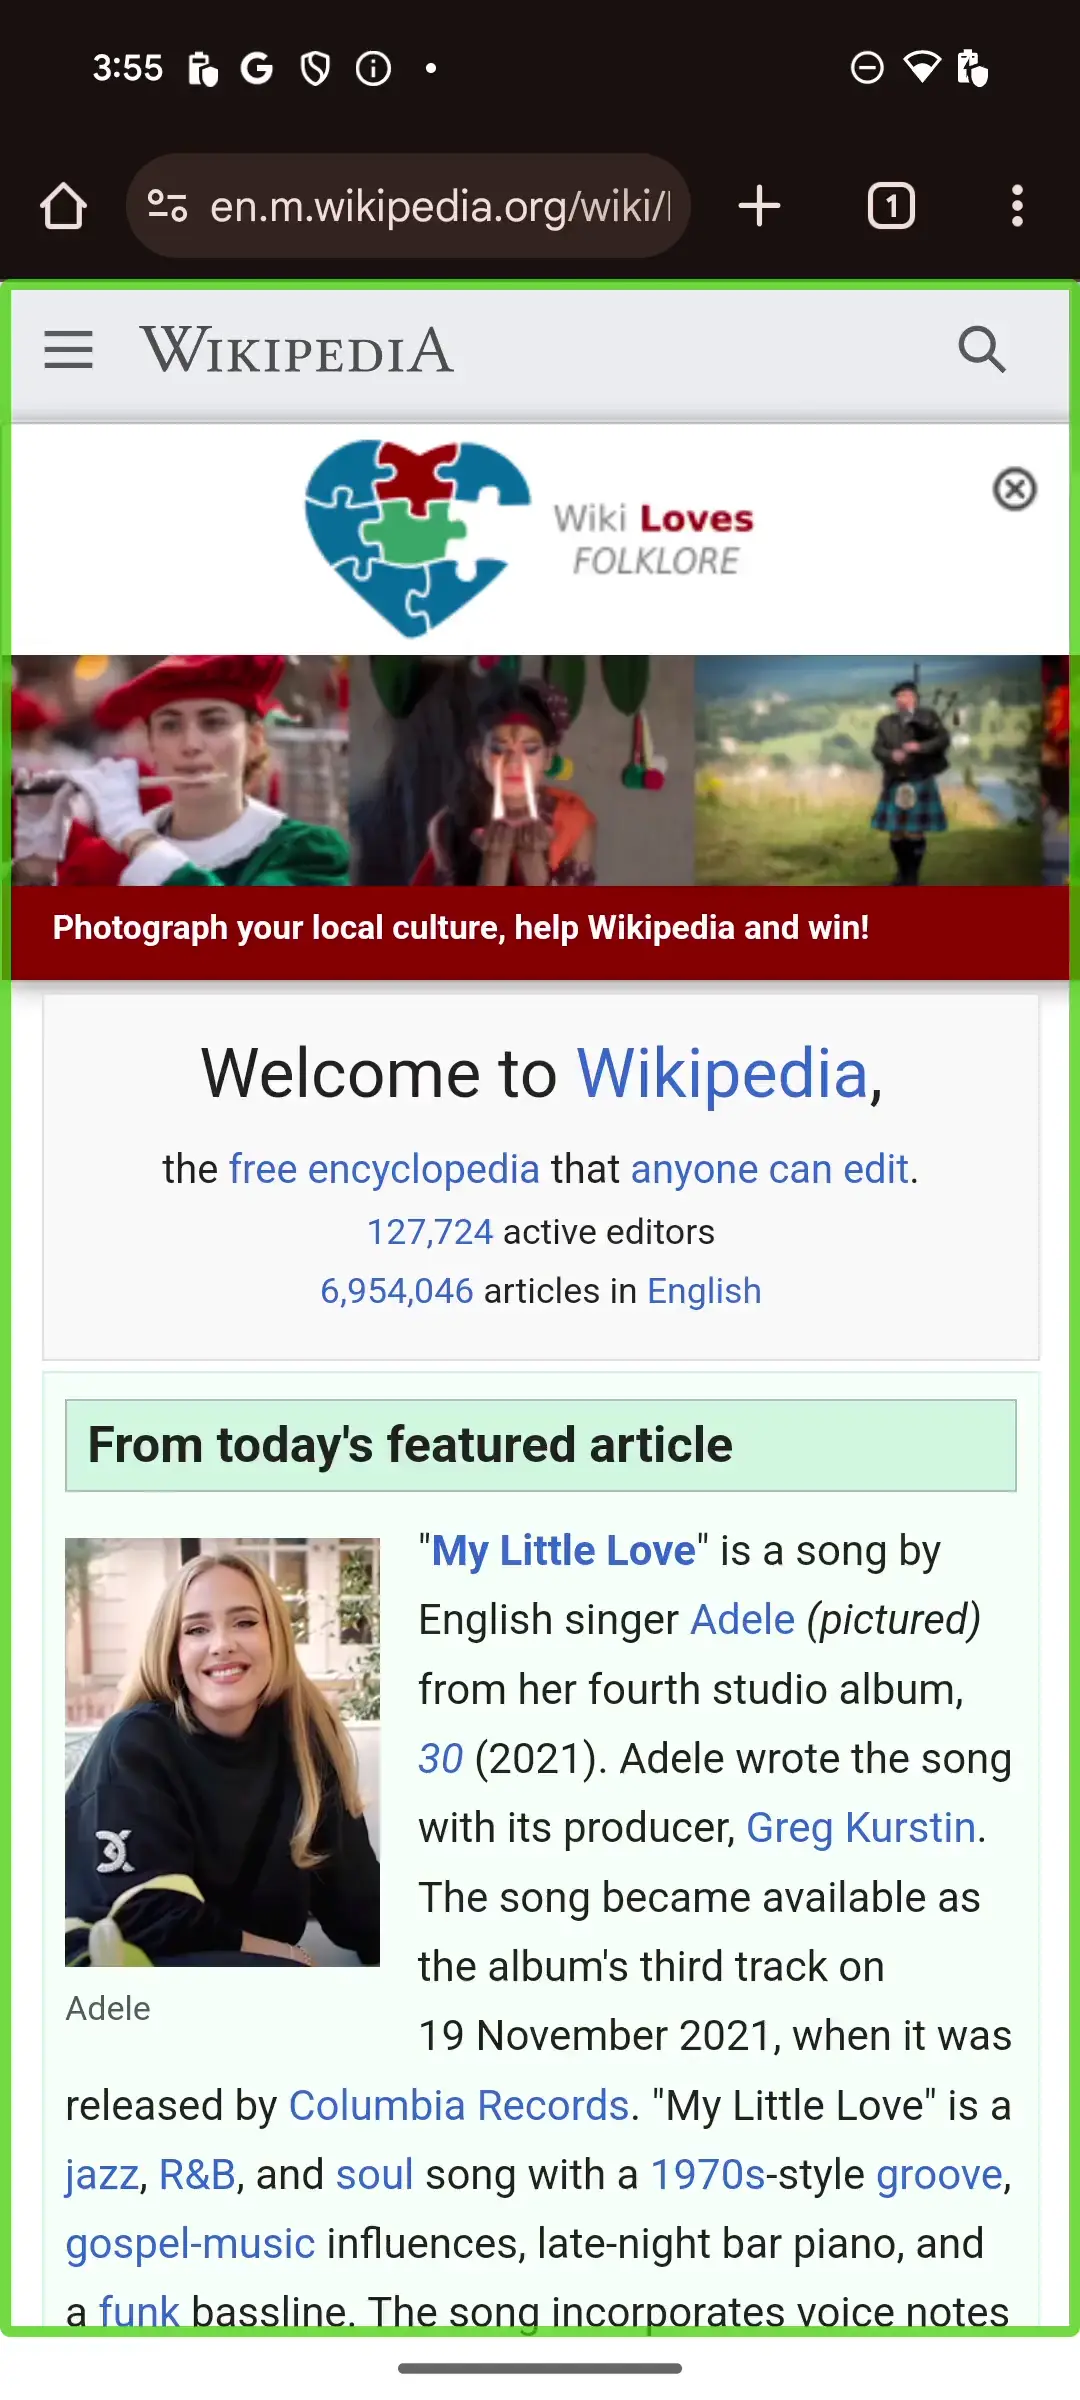 3:55
en.m.wikipedia.org/wiki/
1
WIKIPEDIA
Wiki Loves
FOLKLORE
Photograph your local culture, help Wikipedia and win!
Welcome to Wikipedia,
the free encyclopedia that anyone can edit.
127,724 active editors
6,954,046 articles in English
From today's featured article
"My Little Love" is a song by
English singer Adele (pictured)
from her fourth studio album,
30 (2021). Adele wrote the song
with its producer, Greg Kurstin.
The song became available as
the album's third track on
Adele
19 November 2021, when it was
released by Columbia Records. "My Little Love" is a
jazz, R&B, and soul song with a 1970s-style groove,
gospel-music influences, late-night bar piano, and
a funk bassline. The song incorporates voice notes